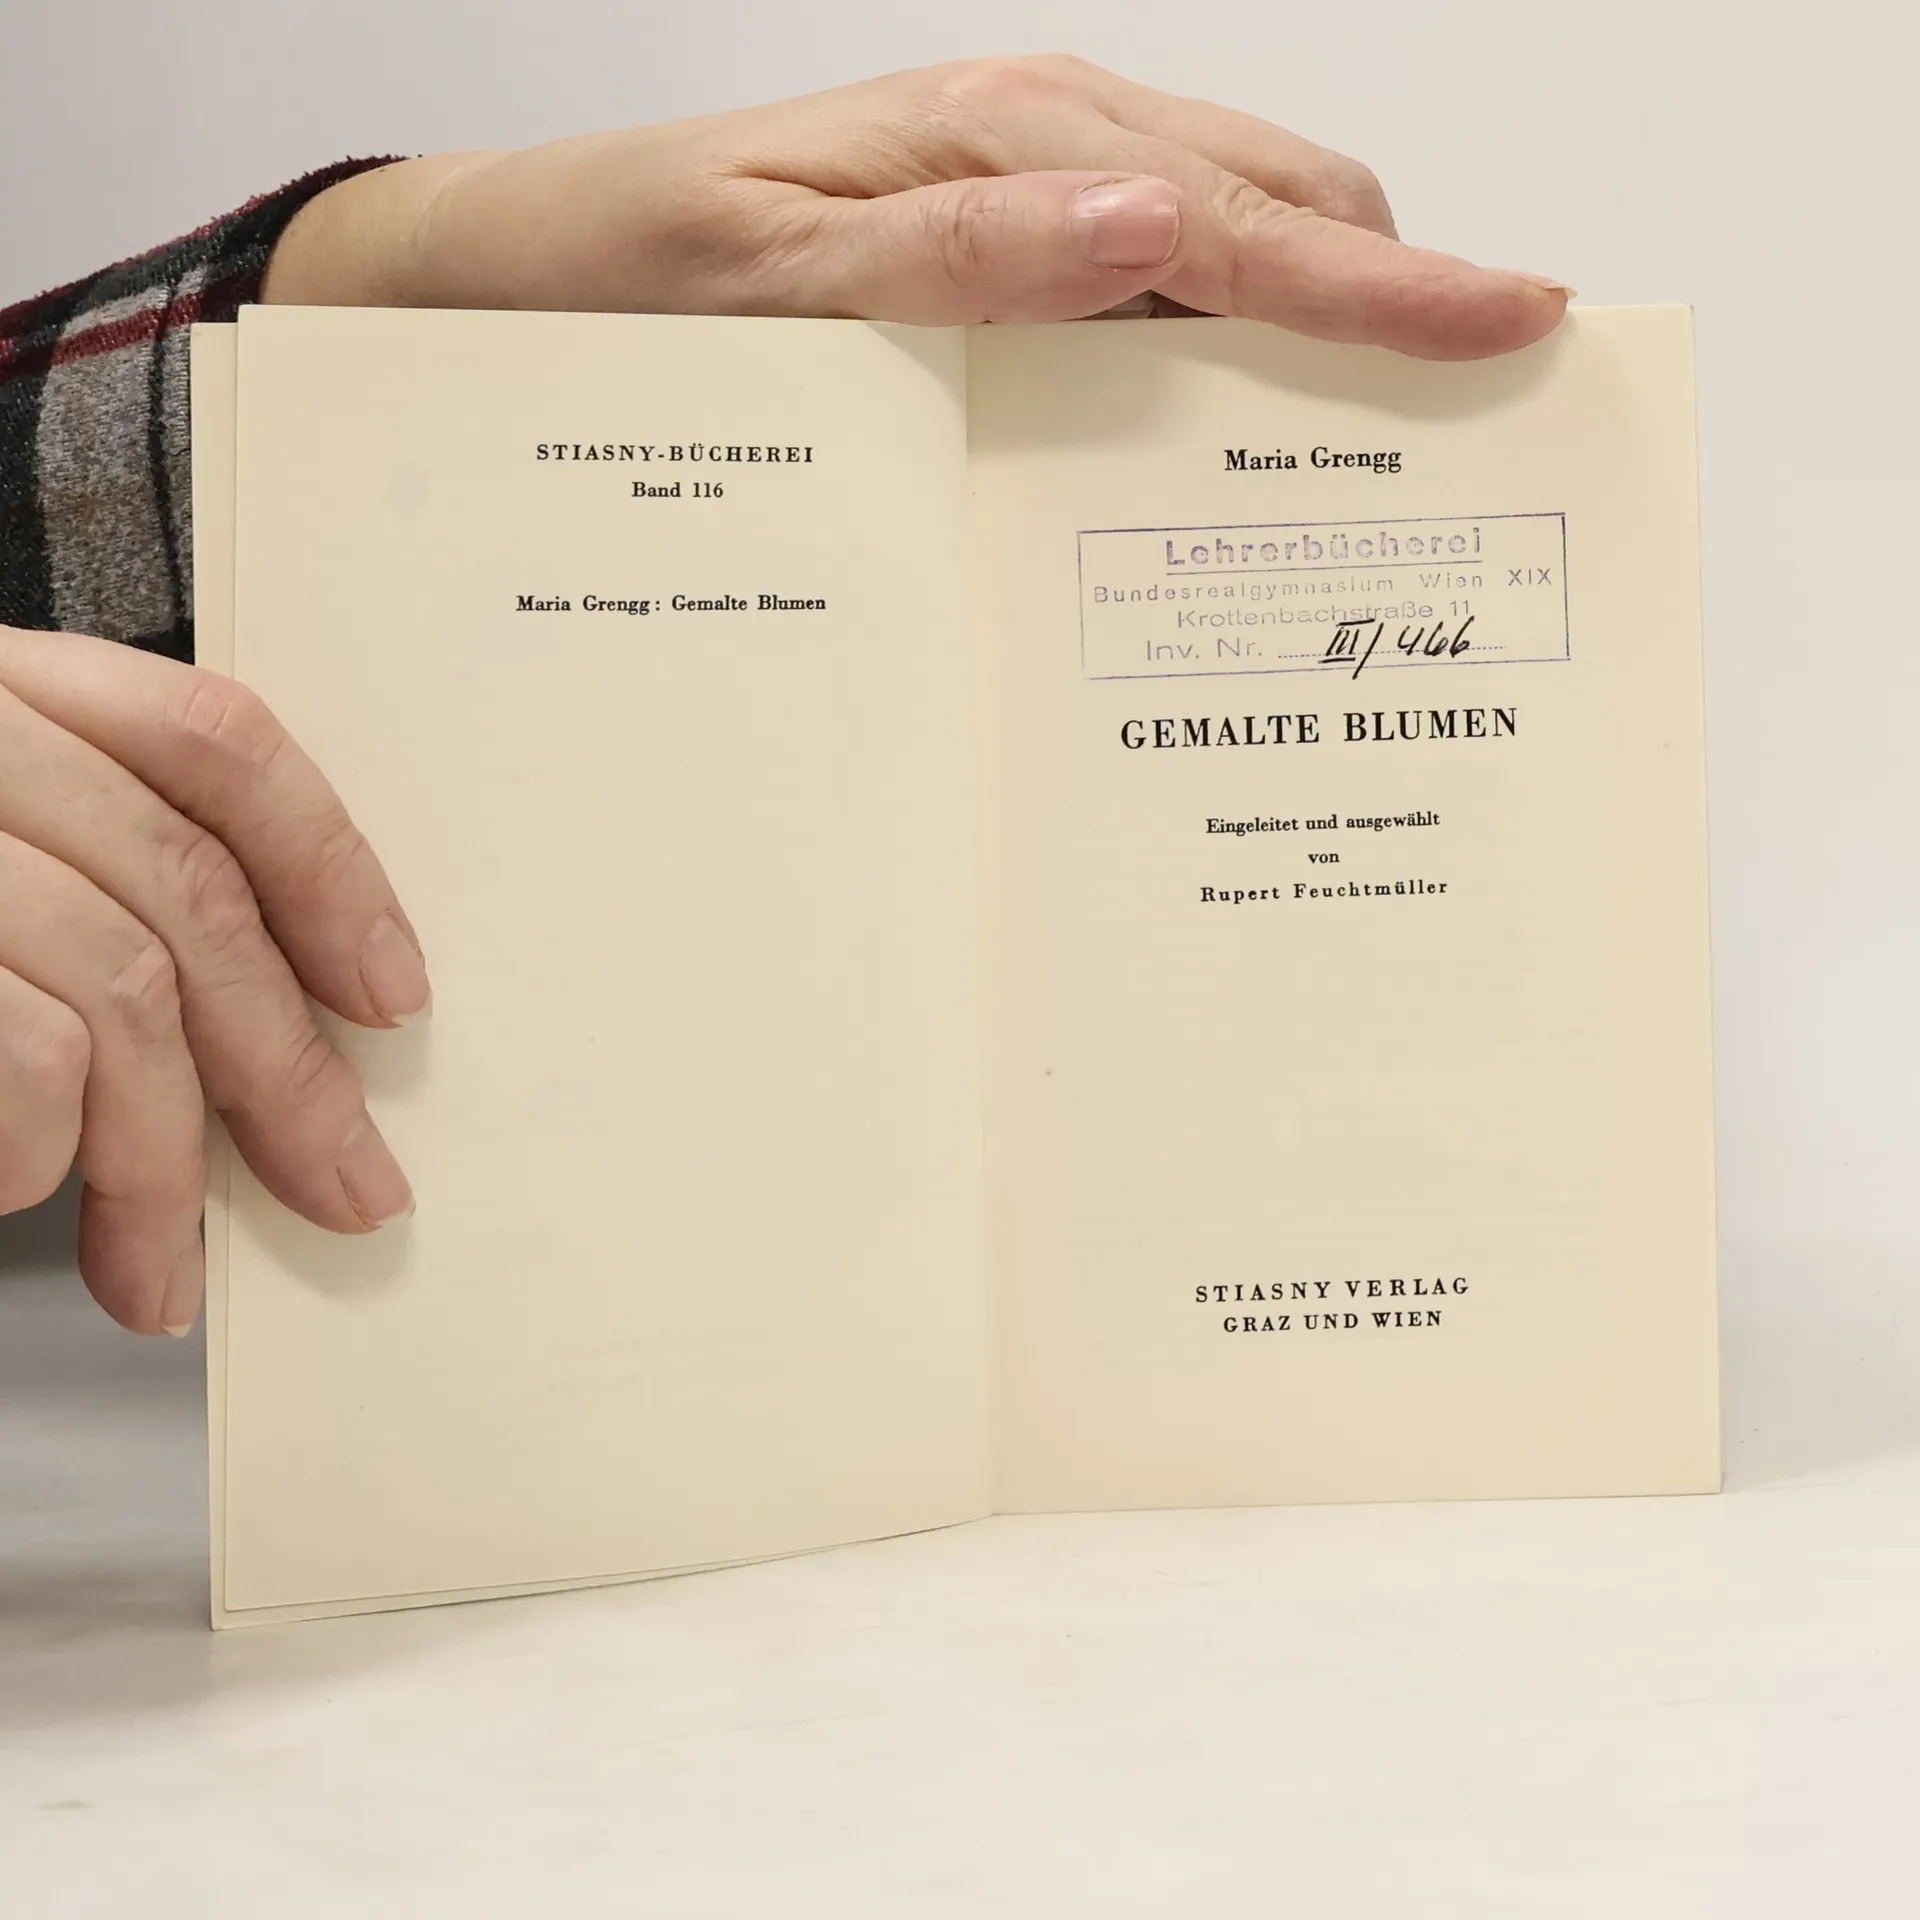 STIASNY-BÜCHEREI
Band 116
Maria Grengg: Gemalte Blumen
Maria Grengg
Lehrerbücherei
Bundesrealgymnasium Wien XIX
Krottenbachstraße 11
Inv. Nr. III/466
GEMALTE BLUMEN
Eingeleitet und ausgewählt
von
Rupert Feuchtmüller
STIASNY VERLAG
GRAZ UND WIEN